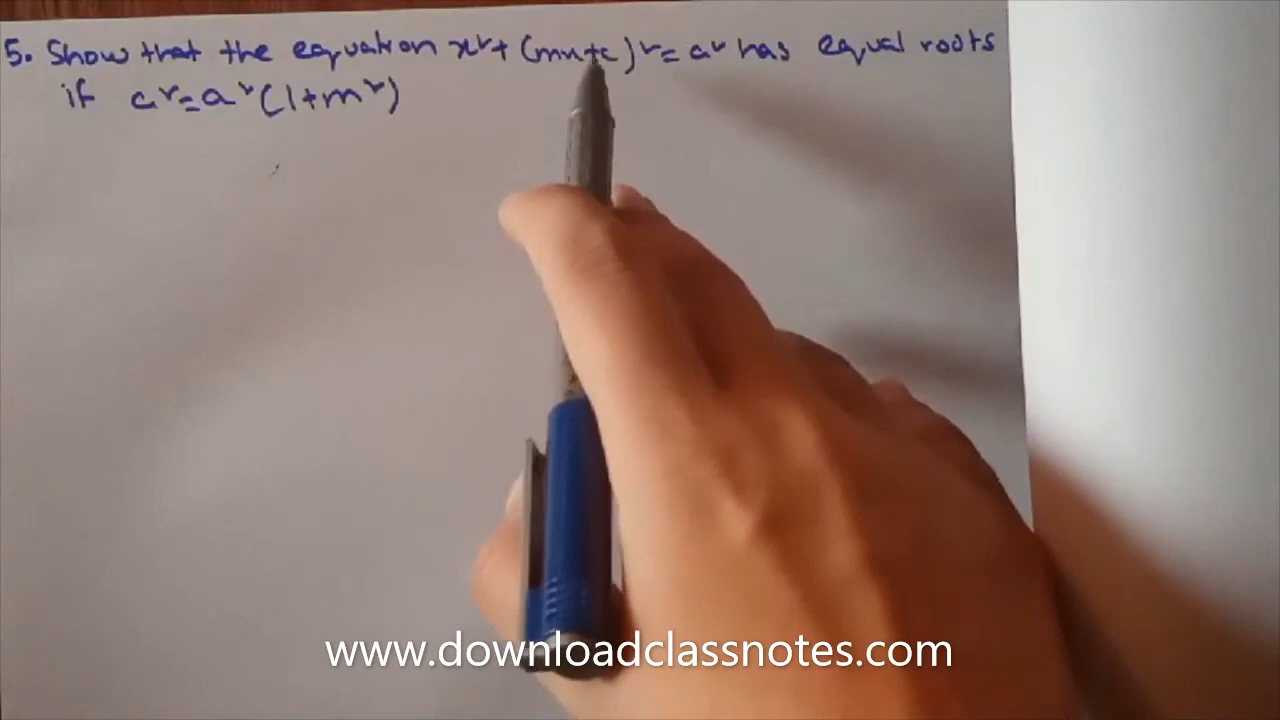 5. Show that the equation x² + (mx+c)² = a² has equal roots
if c² = a²(1+m²)
www.downloadclassnotes.com